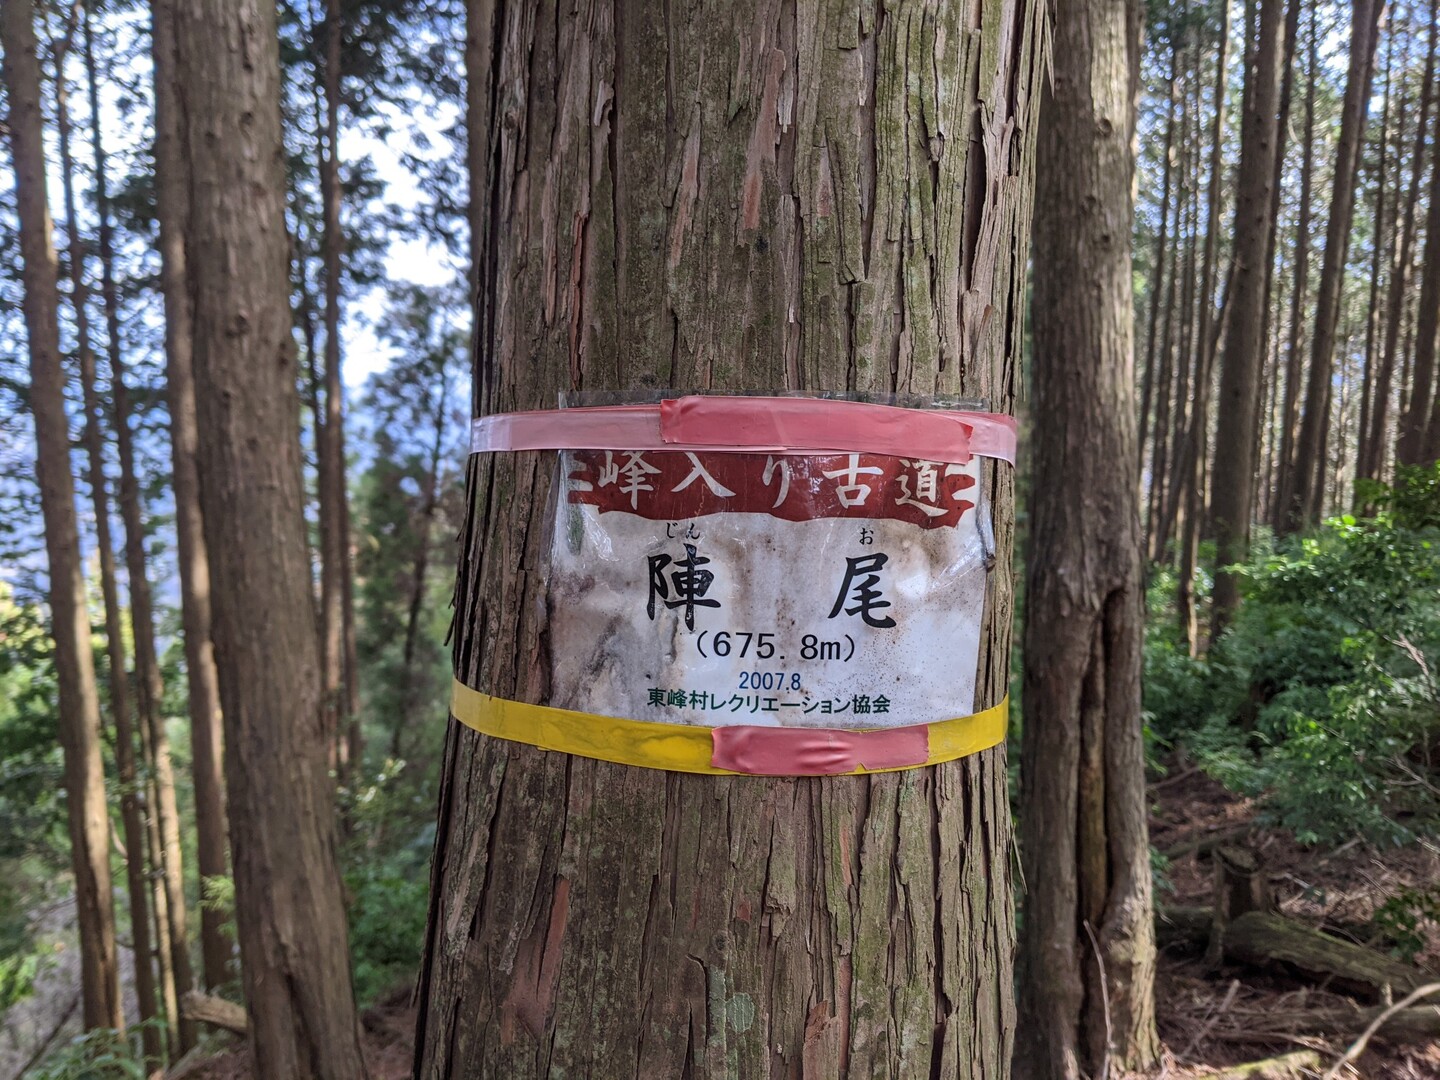 峰入り古道
じん お
陣尾
(675.8m)
2007.8
東峰村レクリエーション協会